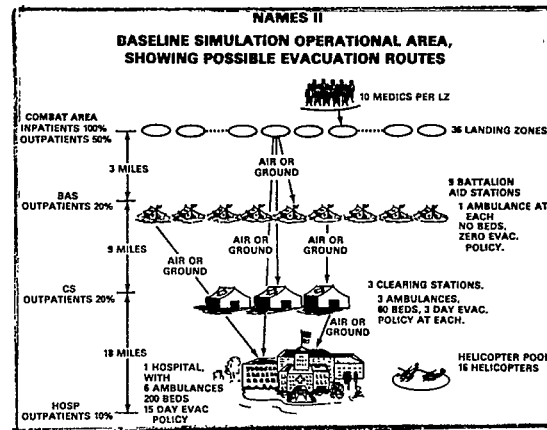 NAMES II
BASELINE SIMULATION OPERATIONAL AREA,
SHOWING POSSIBLE EVACUATION ROUTES
10 MEDICS PER LZ
COMBAT AREA
INPATIENTS 100%
OUTPATIENTS 50%
36 LANDING ZONES
3 MILES
AIR OR
GROUND
BAS
OUTPATIENTS 20%
9 BATTALION
AID STATIONS
1 AMBULANCE AT
EACH
NO BEDS,
ZERO EVAC.
POLICY.
9 MILES
AIR OR
GROUND
AIR OR
GROUND
AIR OR
GROUND
CS
OUTPATIENTS 20%
3 CLEARING STATIONS.
3 AMBULANCES,
60 BEDS, 3 DAY EVAC.
POLICY AT EACH.
AIR OR
GROUND
18 MILES
1 HOSPITAL,
WITH
6 AMBULANCES
200 BEDS
15 DAY EVAC
POLICY
HELICOPTER POOL
16 HELICOPTERS
HOSP
OUTPATIENTS 10%